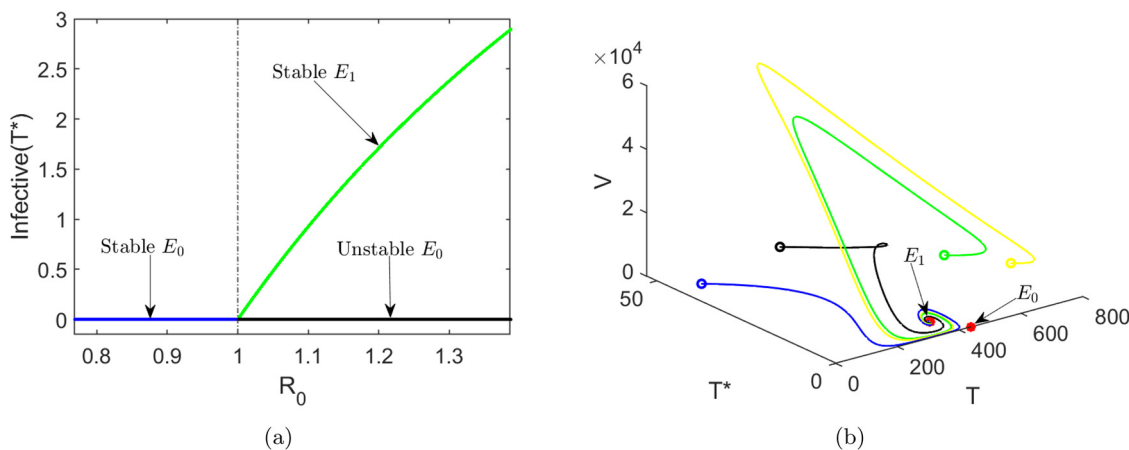 3
2.5
2
1.5
1
0.5
0
Infective(T*)
Stable E₁
Stable E₀
Unstable E₀
0.8 0.9 1 1.1 1.2 1.3
R₀
(a)
×10⁴
6
4
2
0
V
50
0
T*
0 200 400 600 800
T
E₁
E₀
(b)